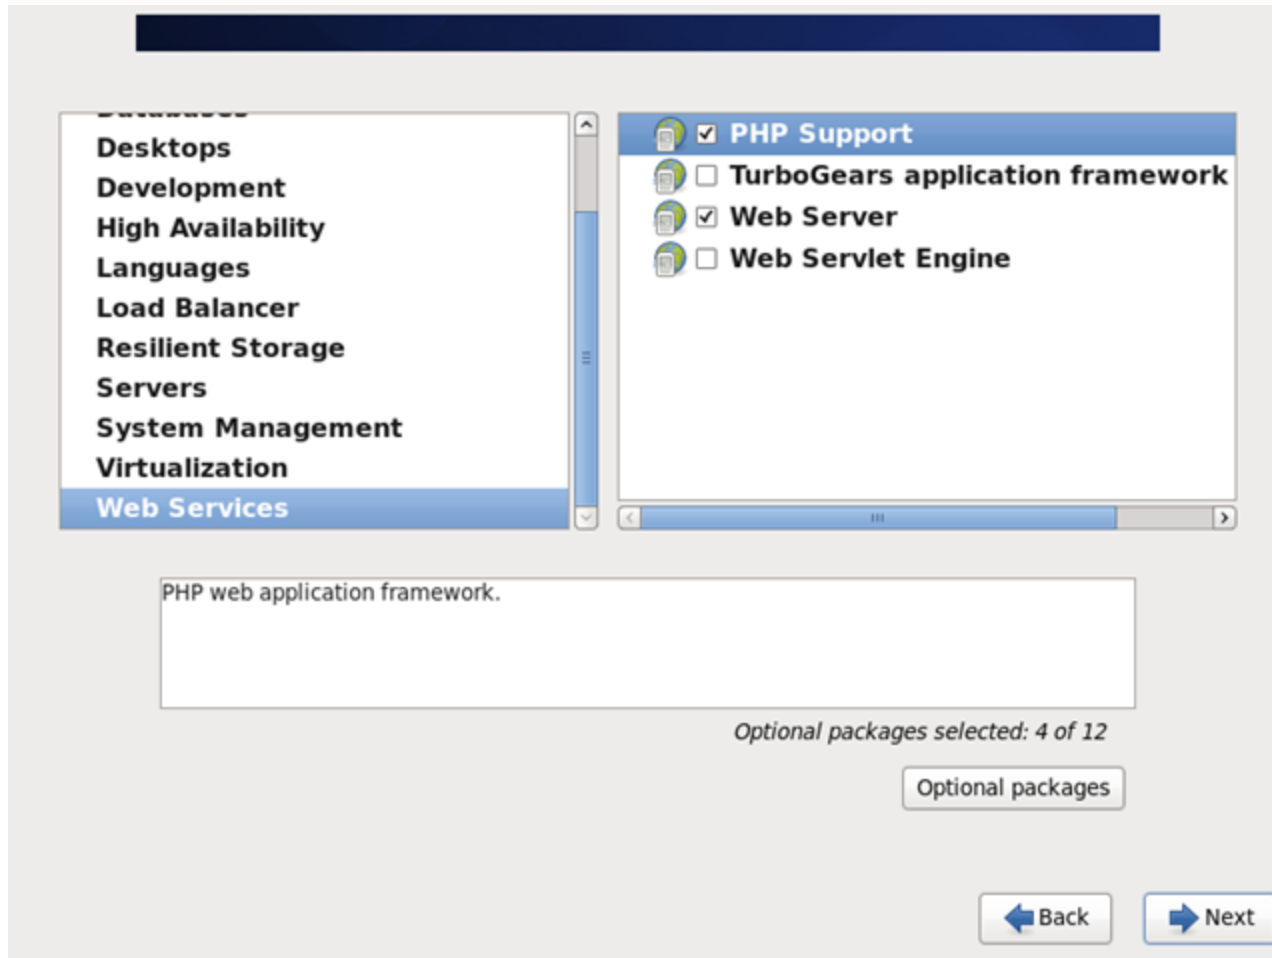 Databases
Desktops
Development
High Availability
Languages
Load Balancer
Resilient Storage
Servers
System Management
Virtualization
Web Services
PHP Support
TurboGears application framework
Web Server
Web Servlet Engine
PHP web application framework.
Optional packages selected: 4 of 12
Optional packages
Back
Next